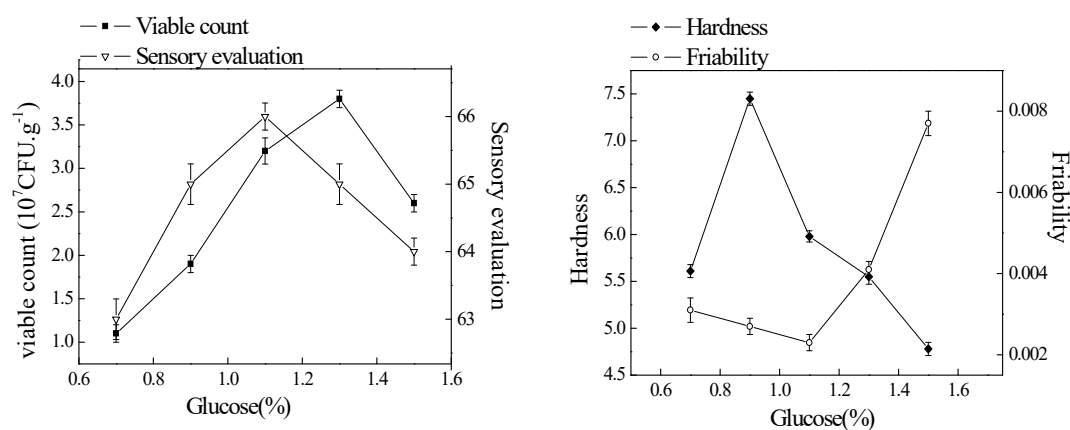 Viable count
Sensory evaluation
4.0
3.5
3.0
2.5
2.0
1.5
1.0
viable count (10⁷CFU.g⁻¹)
66
65
64
63
Sensory evaluation
0.6 0.8 1.0 1.2 1.4 1.6
Glucose(%)
Hardness
Friability
7.5
7.0
6.5
6.0
5.5
5.0
4.5
Hardness
0.008
0.006
0.004
0.002
Friability
0.6 0.8 1.0 1.2 1.4 1.6
Glucose(%)